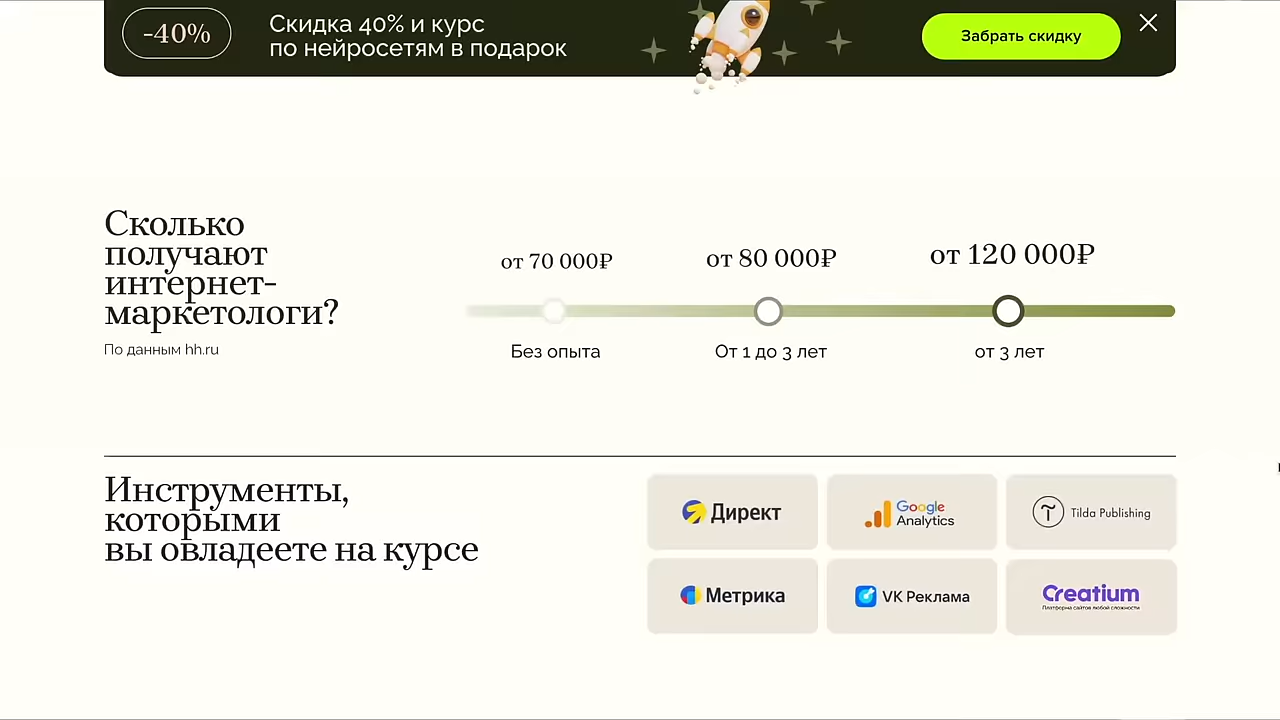 -40%
Скидка 40% и курс
по нейросетям в подарок
Забрать скидку
Сколько
получают
интернет-
маркетологи?
По данным hh.ru
от 70 000₽
от 80 000₽
от 120 000₽
Без опыта
От 1 до 3 лет
от 3 лет
Инструменты,
которыми
вы овладеете на курсе
Директ
Google
Analytics
Tilda Publishing
Метрика
VK Реклама
Creatium
Платформа сайтов любой сложности